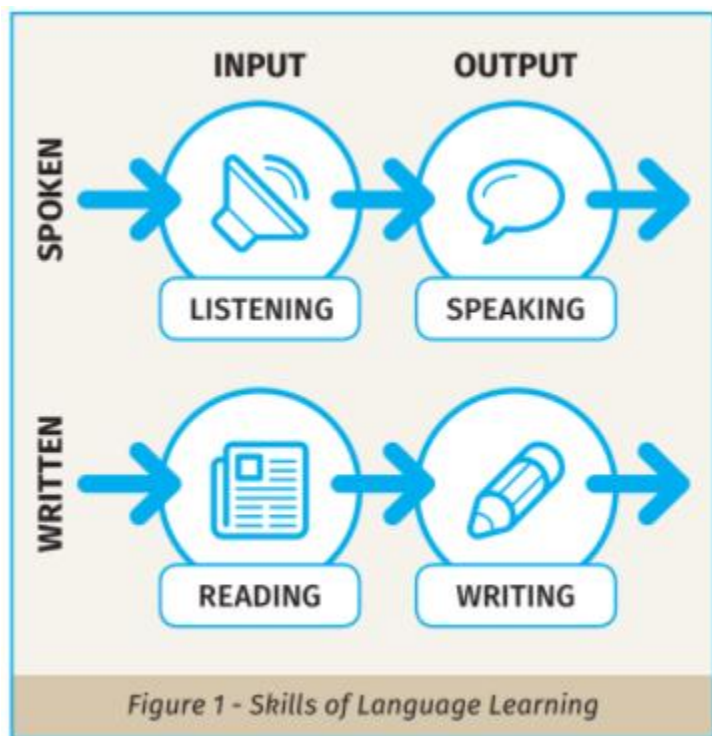 INPUT OUTPUT
SPOKEN
LISTENING SPEAKING
WRITTEN
READING WRITING
Figure 1 - Skills of Language Learning